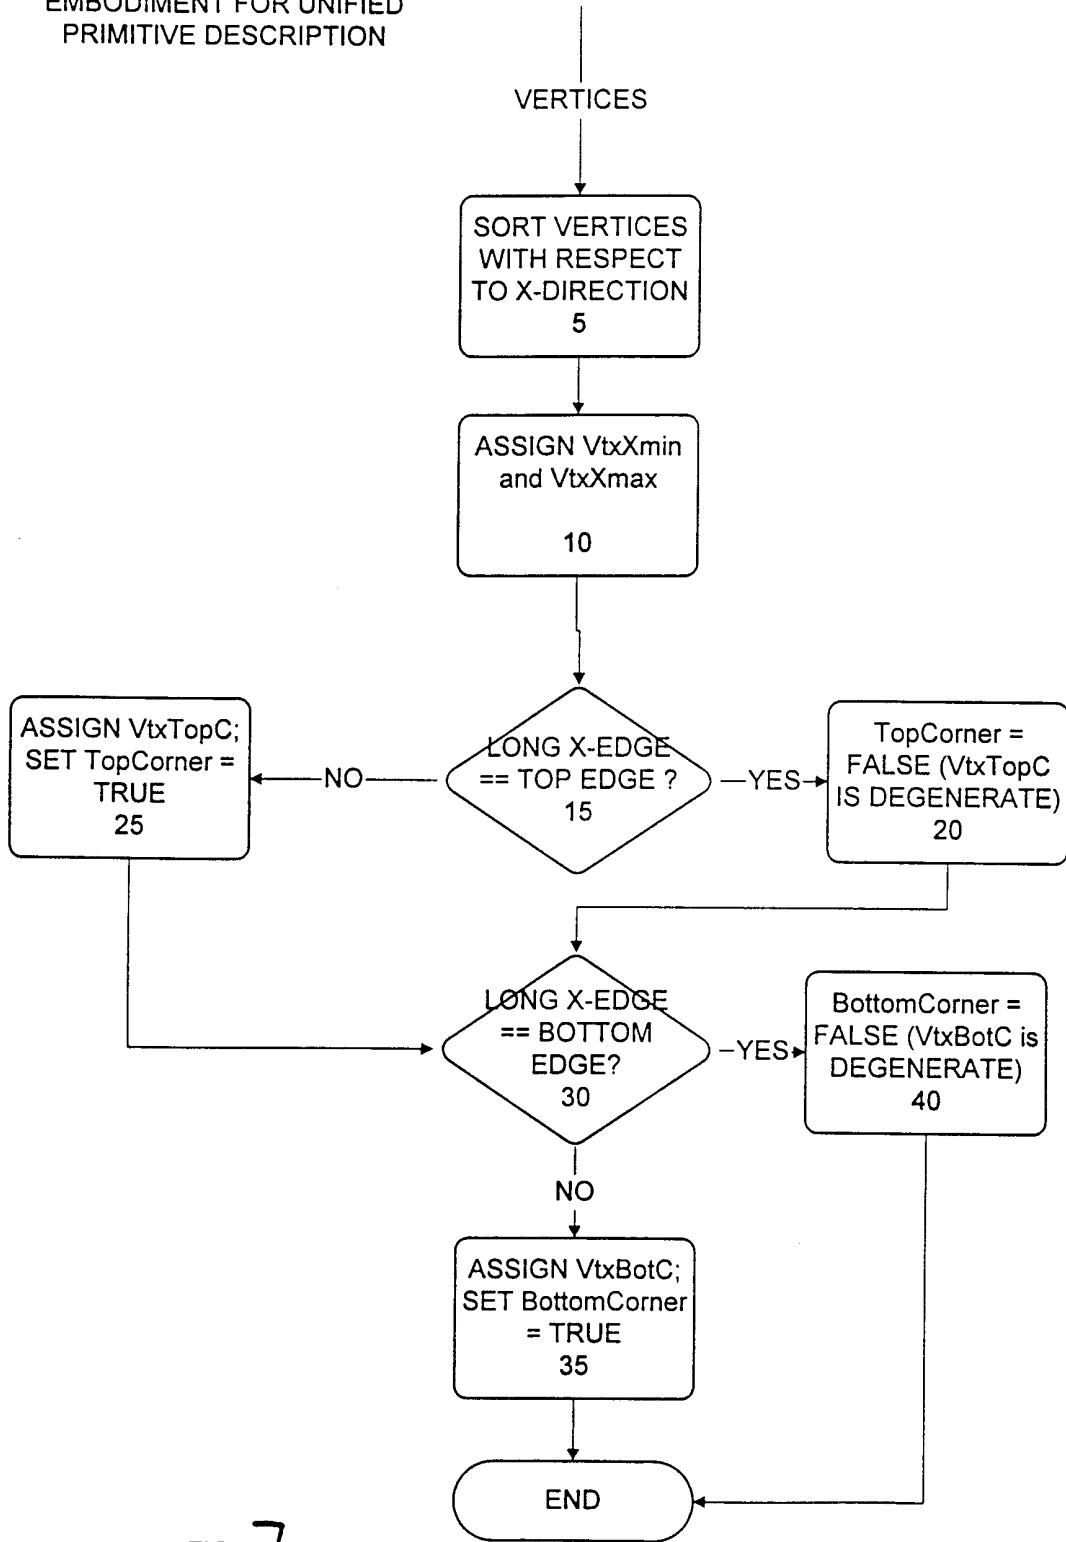 EMBODIMENT FOR UNIFIED
PRIMITIVE DESCRIPTION
VERTICES
SORT VERTICES
WITH RESPECT
TO X-DIRECTION
5
ASSIGN VtxXmin
and VtxXmax
10
LONG X-EDGE
== TOP EDGE ?
15
NO
YES
ASSIGN VtxTopC;
SET TopCorner =
TRUE
25
TopCorner =
FALSE (VtxTopC
IS DEGENERATE)
20
LONG X-EDGE
== BOTTOM
EDGE?
30
YES
BottomCorner =
FALSE (VtxBotC is
DEGENERATE)
40
NO
ASSIGN VtxBotC;
SET BottomCorner
= TRUE
35
END
7